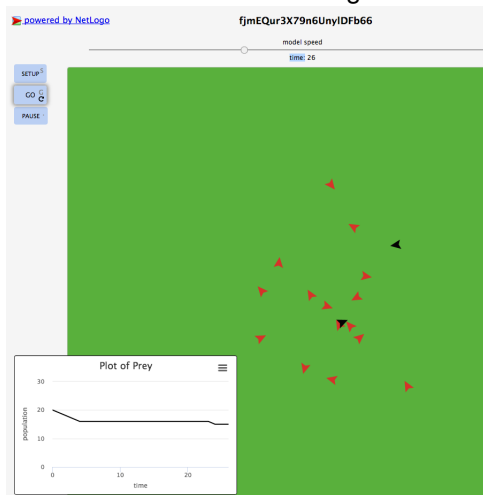 powered by NetLogo
fjmEQur3X79n6UnylDFb66
model speed
time: 26
SETUP
GO
PAUSE
Plot of Prey
30
20
10
0
population
0 10 20
time